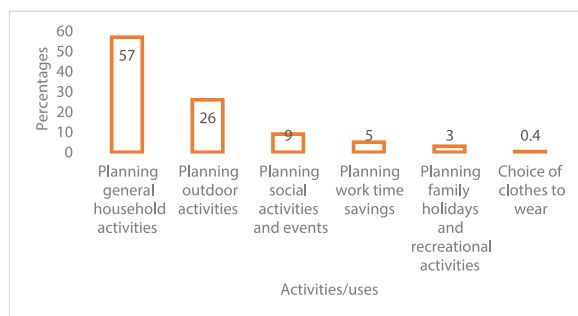 Percentages
60
50
40
30
20
10
0
57
26
9
5
3
0.4
Planning general household activities
Planning outdoor activities
Planning social activities and events
Planning work time savings
Planning family holidays and recreational activities
Choice of clothes to wear
Activities/uses